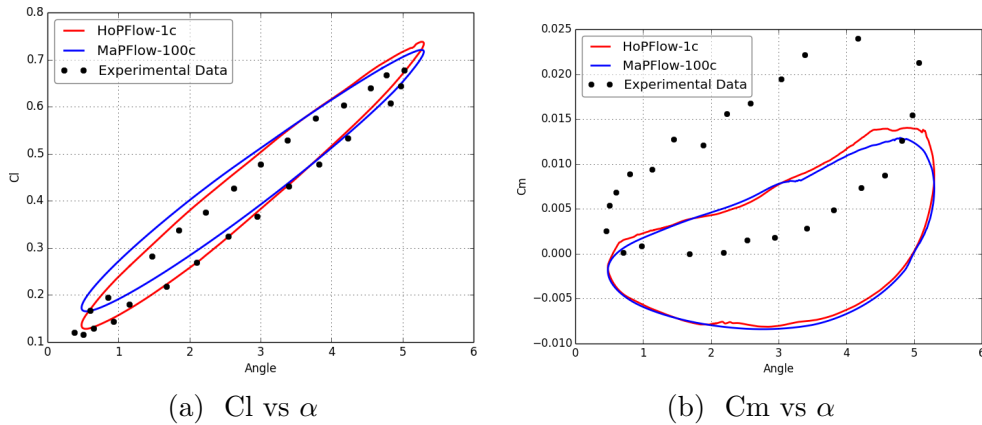 0.8
0.7
0.6
0.5
0.4
0.3
0.2
0.1
Cl
HoPFlow-1c
MaPFlow-100c
Experimental Data
0 1 2 3 4 5 6
Angle
(a) Cl vs α
0.025
0.020
0.015
0.010
0.005
0.000
−0.005
−0.010
Cm
HoPFlow-1c
MaPFlow-100c
Experimental Data
0 1 2 3 4 5 6
Angle
(b) Cm vs α